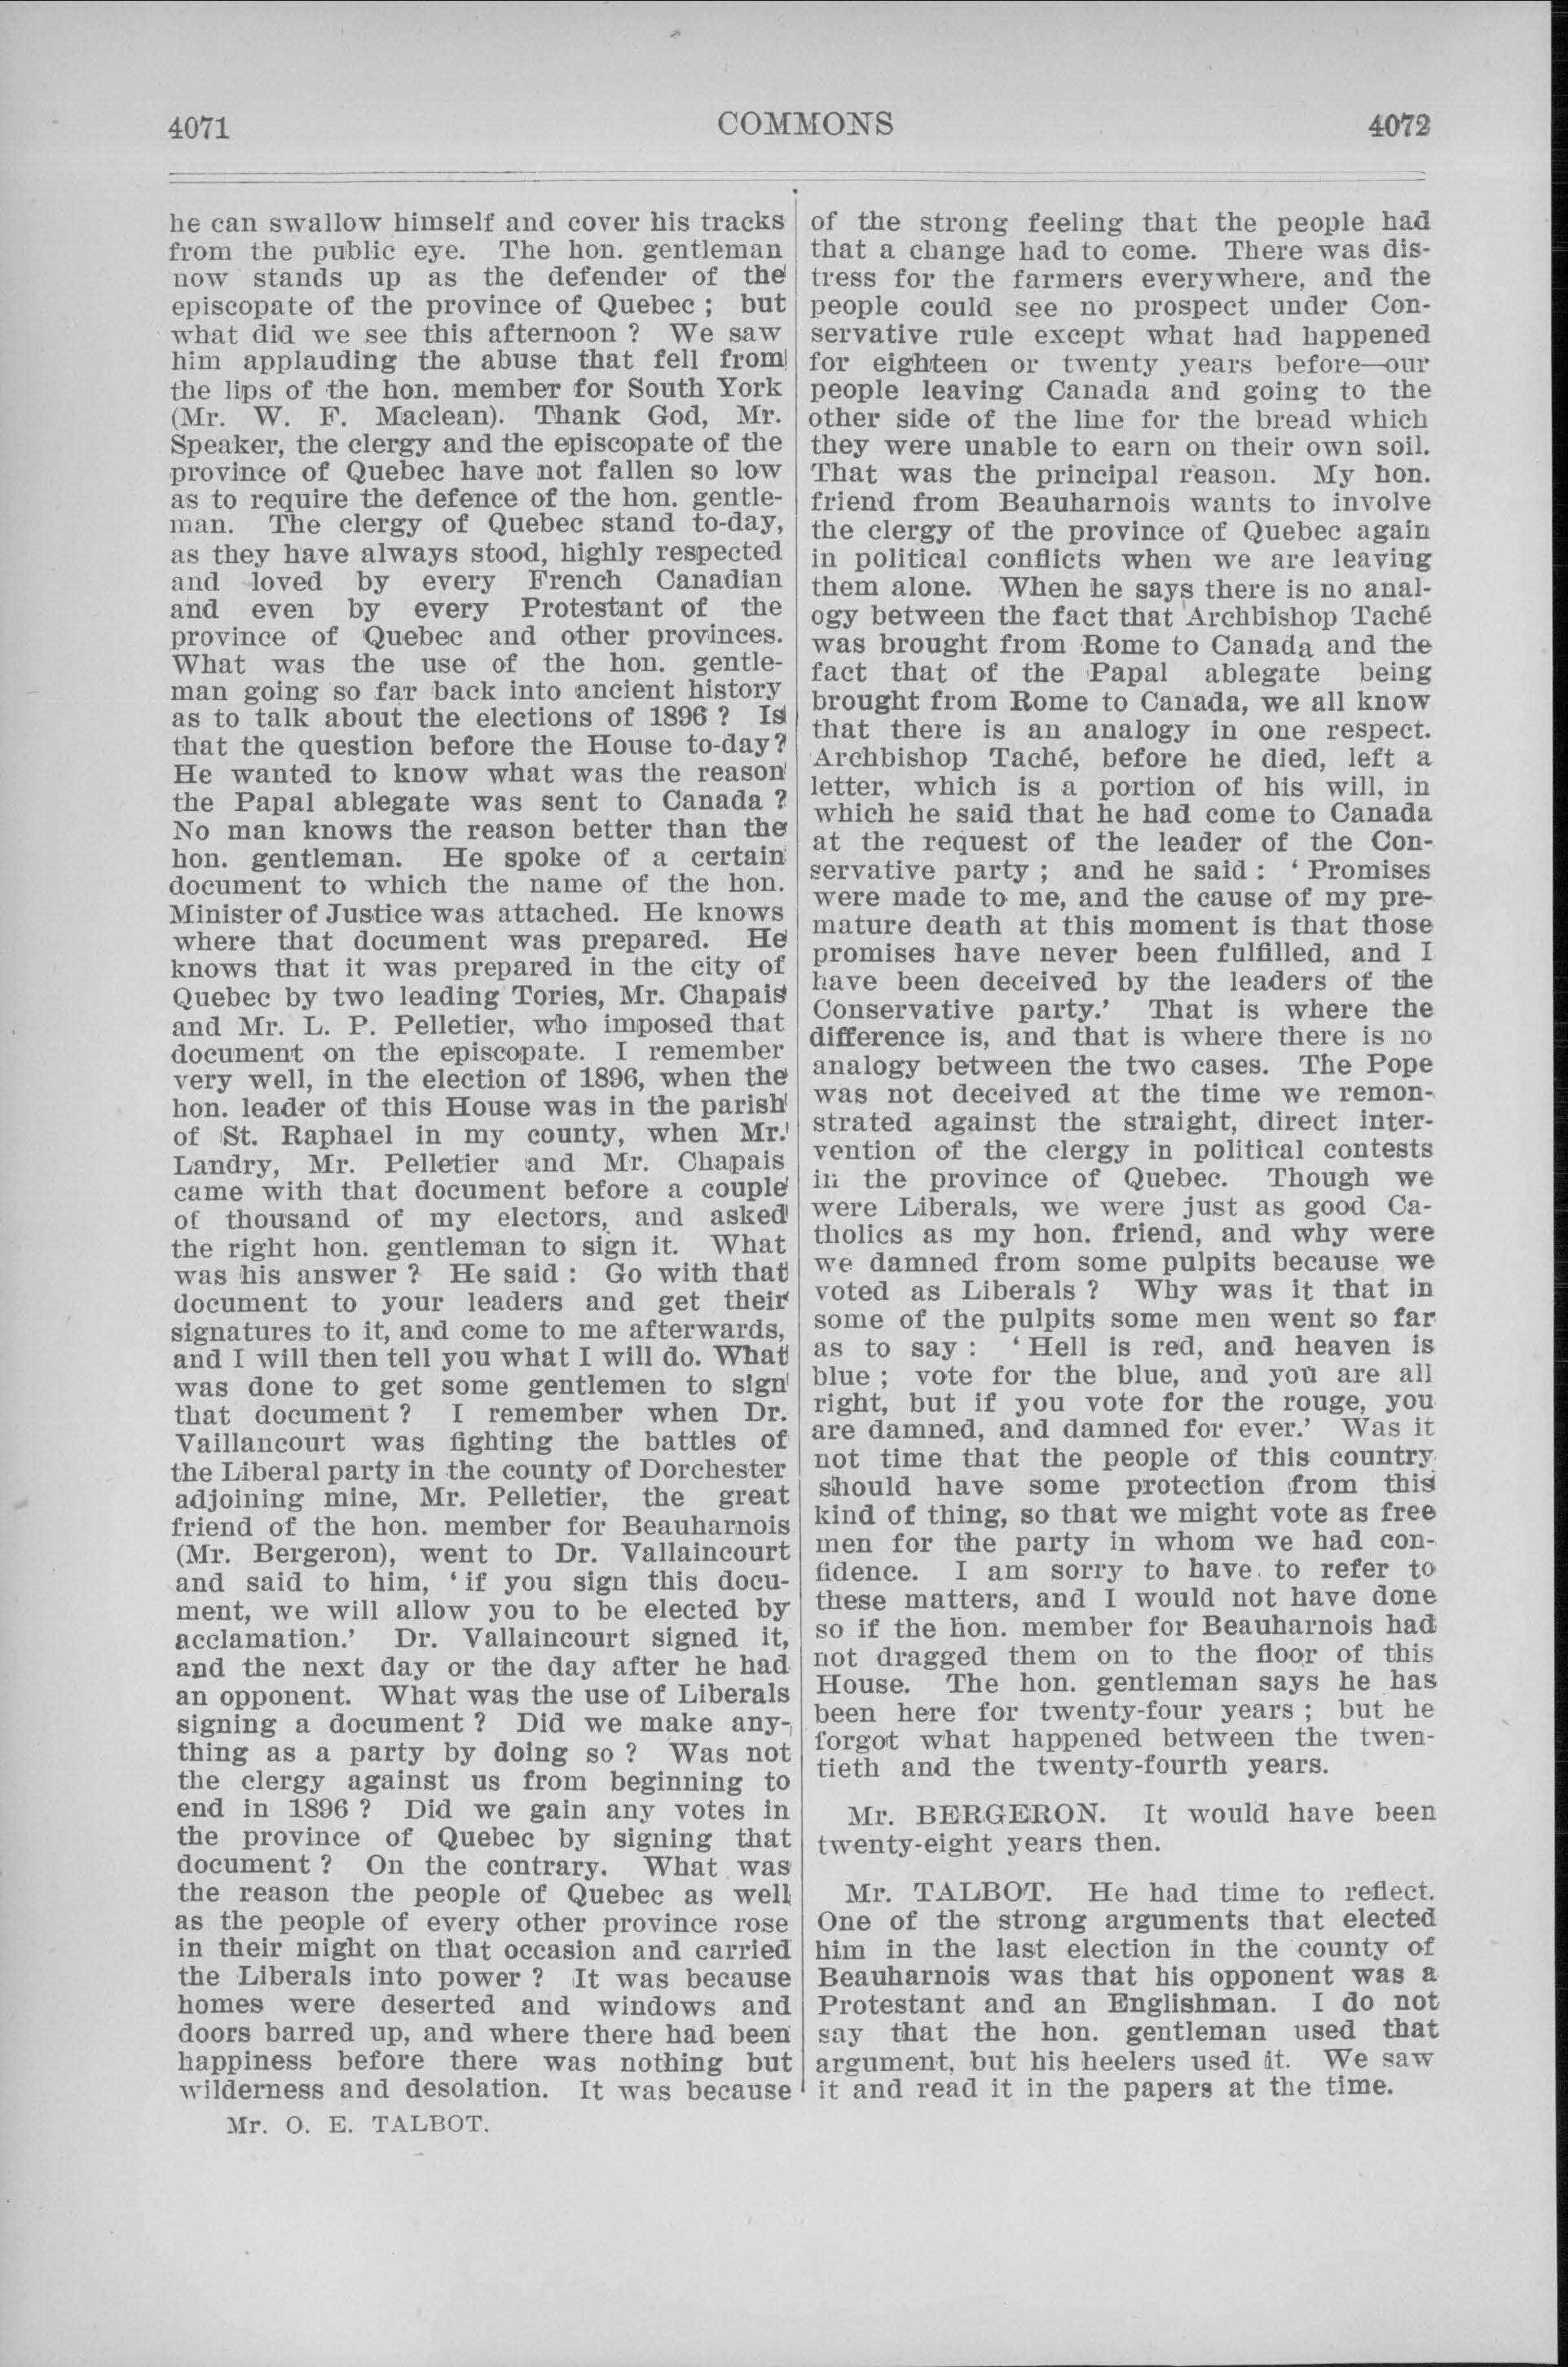 4071
COMMONS
4072
he can swallow himself and cover his tracks
from the public eye. The hon. gentleman
now stands up as the defender of the
episcopate of the province of Quebec ; but
what did we see this afternoon ? We saw
him applauding the abuse that fell from
the lips of the hon. member for South York
(Mr. W. F. Maclean). Thank God, Mr.
Speaker, the clergy and the episcopate of the
province of Quebec have not fallen so low
as to require the defence of the hon. gentle-
man. The clergy of Quebec stand to-day,
as they have always stood, highly respected
and loved by every French Canadian
and even by every Protestant of the
province of Quebec and other provinces.
What was the use of the hon. gentle-
man going so far back into ancient history
as to talk about the elections of 1896 ? Is
that the question before the House to-day?
He wanted to know what was the reason
the Papal ablegate was sent to Canada ?
No man knows the reason better than the
hon. gentleman. He spoke of a certain
document to which the name of the hon.
Minister of Justice was attached. He knows
where that document was prepared. He
knows that it was prepared in the city of
Quebec by two leading Tories, Mr. Chapais
and Mr. L. P. Pelletier, who imposed that
document on the episcopate. I remember
very well, in the election of 1896, when the
hon. leader of this House was in the parish
of St. Raphael in my county, when Mr.
Landry, Mr. Pelletier and Mr. Chapais
came with that document before a couple
of thousand of my electors, and asked
the right hon. gentleman to sign it. What
was his answer ? He said : Go with that
document to your leaders and get their
signatures to it, and come to me afterwards,
and I will then tell you what I will do. What
was done to get some gentlemen to sign
that document ? I remember when Dr.
Vaillancourt was fighting the battles of
the Liberal party in the county of Dorchester
adjoining mine, Mr. Pelletier, the great
friend of the hon. member for Beauharnois
(Mr. Bergeron), went to Dr. Vallaincourt
and said to him, ‘ if you sign this docu-
ment, we will allow you to be elected by
acclamation.’ Dr. Vallaincourt signed it,
and the next day or the day after he had
an opponent. What was the use of Liberals
signing a document ? Did we make any-
thing as a party by doing so ? Was not
the clergy against us from beginning to
end in 1896 ? Did we gain any votes in
the province of Quebec by signing that
document ? On the contrary. What was
the reason the people of Quebec as well
as the people of every other province rose
in their might on that occasion and carried
the Liberals into power ? It was because
homes were deserted and windows and
doors barred up, and where there had been
happiness before there was nothing but
wilderness and desolation. It was because
Mr. O. E. TALBOT.
of the strong feeling that the people had
that a change had to come. There was dis-
tress for the farmers everywhere, and the
people could see no prospect under Con-
servative rule except what had happened
for eighteen or twenty years before—our
people leaving Canada and going to the
other side of the line for the bread which
they were unable to earn on their own soil.
That was the principal reason. My hon.
friend from Beauharnois wants to involve
the clergy of the province of Quebec again
in political conflicts when we are leaving
them alone. When he says there is no anal-
ogy between the fact that Archbishop Taché
was brought from Rome to Canada and the
fact that of the Papal ablegate being
brought from Rome to Canada, we all know
that there is an analogy in one respect.
Archbishop Taché, before he died, left a
letter, which is a portion of his will, in
which he said that he had come to Canada
at the request of the leader of the Con-
servative party ; and he said : ‘ Promises
were made to me, and the cause of my pre-
mature death at this moment is that those
promises have never been fulfilled, and I
have been deceived by the leaders of the
Conservative party.’ That is where the
difference is, and that is where there is no
analogy between the two cases. The Pope
was not deceived at the time we remon-
strated against the straight, direct inter-
vention of the clergy in political contests
in the province of Quebec. Though we
were Liberals, we were just as good Ca-
tholics as my hon. friend, and why were
we damned from some pulpits because we
voted as Liberals ? Why was it that in
some of the pulpits some men went so far
as to say : ‘ Hell is red, and heaven is
blue ; vote for the blue, and you are all
right, but if you vote for the rouge, you
are damned, and damned for ever.’ Was it
not time that the people of this country
should have some protection from this
kind of thing, so that we might vote as free
men for the party in whom we had con-
fidence. I am sorry to have to refer to
these matters, and I would not have done
so if the hon. member for Beauharnois had
not dragged them on to the floor of this
House. The hon. gentleman says he has
been here for twenty-four years ; but he
forgot what happened between the twen-
tieth and the twenty-fourth years.
Mr. BERGERON. It would have been
twenty-eight years then.
Mr. TALBOT. He had time to reflect.
One of the strong arguments that elected
him in the last election in the county of
Beauharnois was that his opponent was a
Protestant and an Englishman. I do not
say that the hon. gentleman used that
argument, but his heelers used it. We saw
it and read it in the papers at the time.